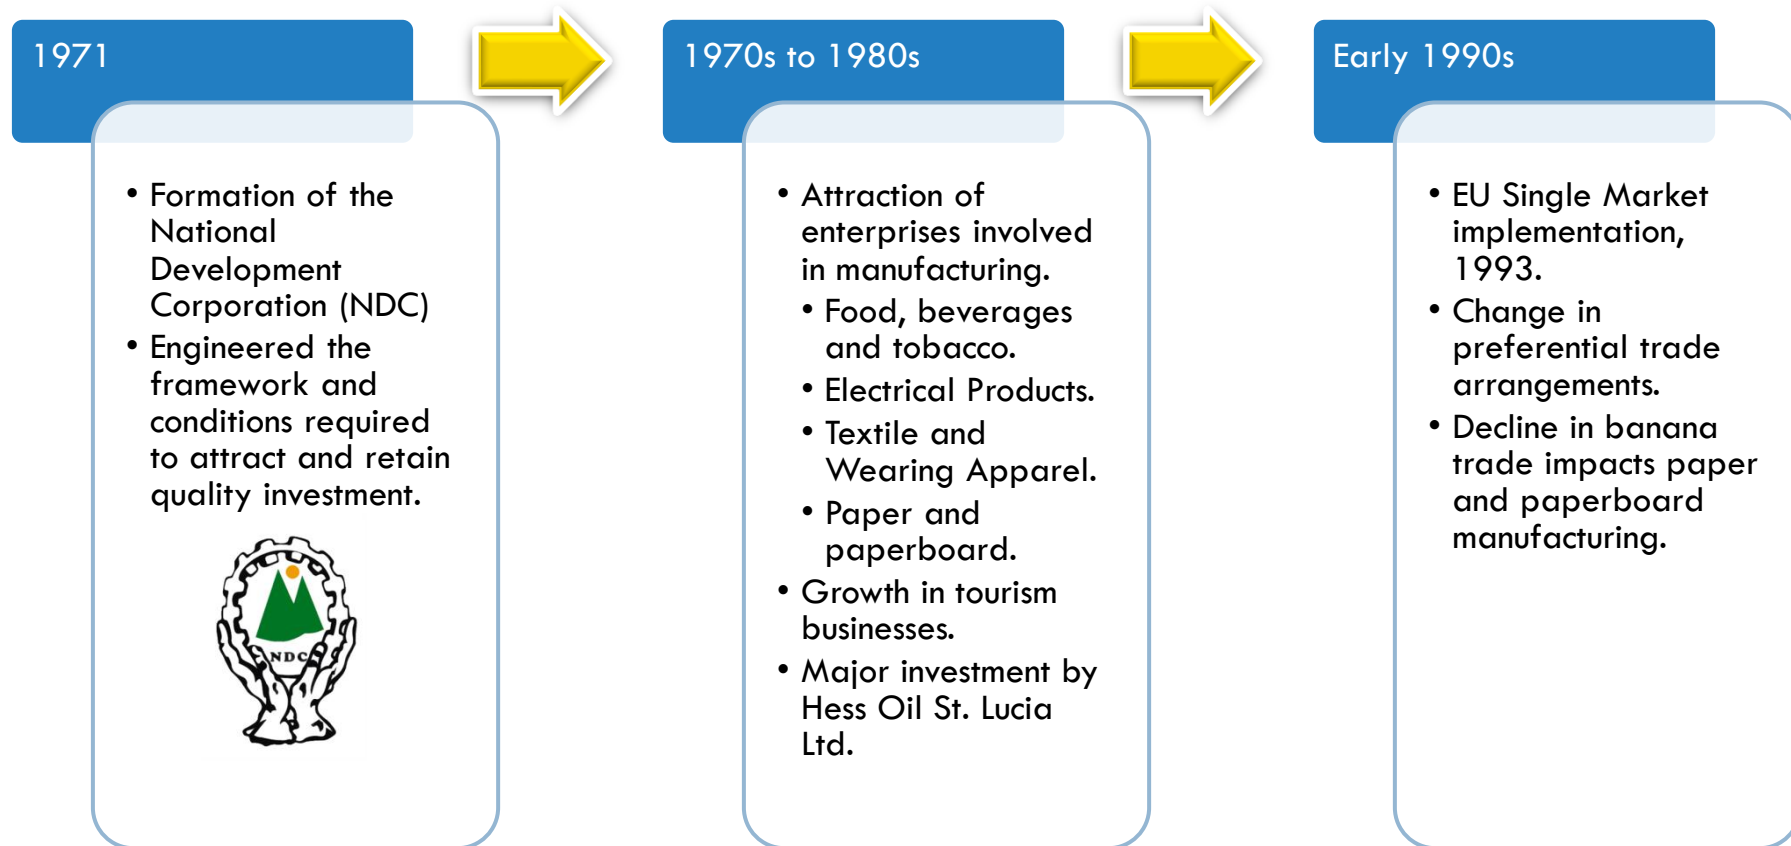 1971
• Formation of the
National
Development
Corporation (NDC)
• Engineered the
framework and
conditions required
to attract and retain
quality investment.
NDC
1970s to 1980s
• Attraction of
enterprises involved
in manufacturing.
• Food, beverages
and tobacco.
• Electrical Products.
• Textile and
Wearing Apparel.
• Paper and
paperboard.
• Growth in tourism
businesses.
• Major investment by
Hess Oil St. Lucia
Ltd.
Early 1990s
• EU Single Market
implementation,
1993.
• Change in
preferential trade
arrangements.
• Decline in banana
trade impacts paper
and paperboard
manufacturing.